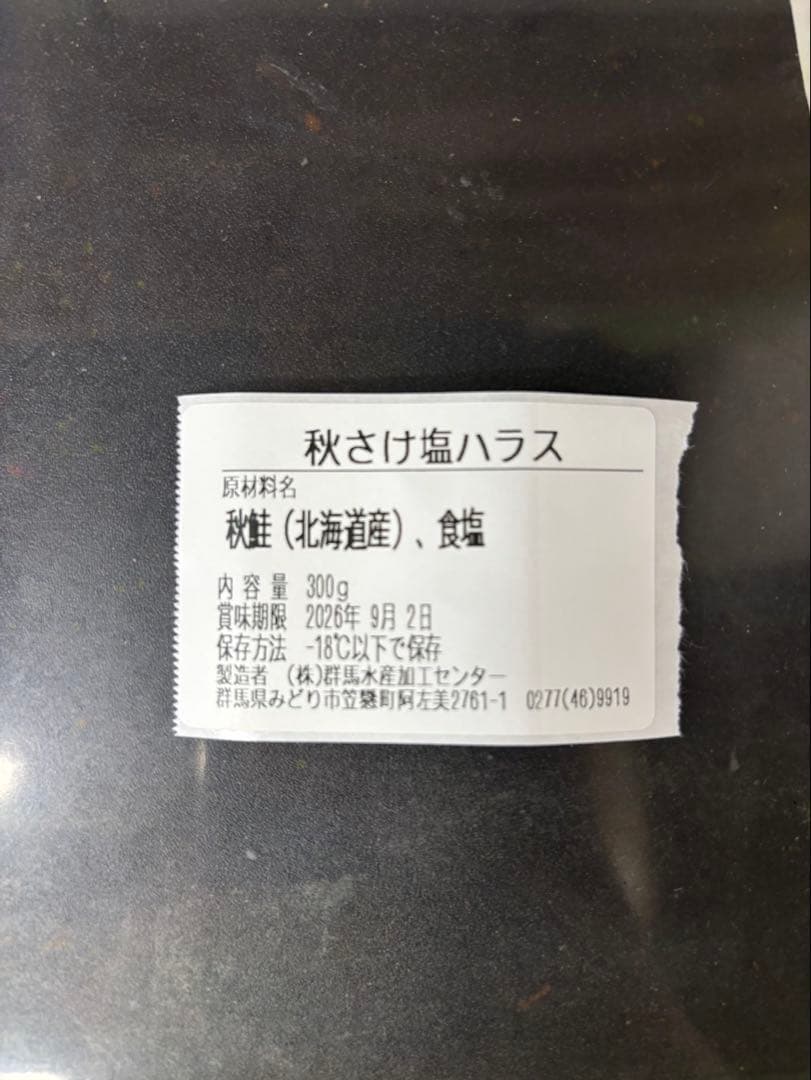 秋さけ塩ハラス
原材料名
秋鮭（北海道産）、食塩
内容量 300g
賞味期限 2026年 9月 2日
保存方法 -18℃以下で保存
製造者 （株）群馬水産加工センター
群馬県みどり市笠懸町阿左美2761-1 0277(46)9919